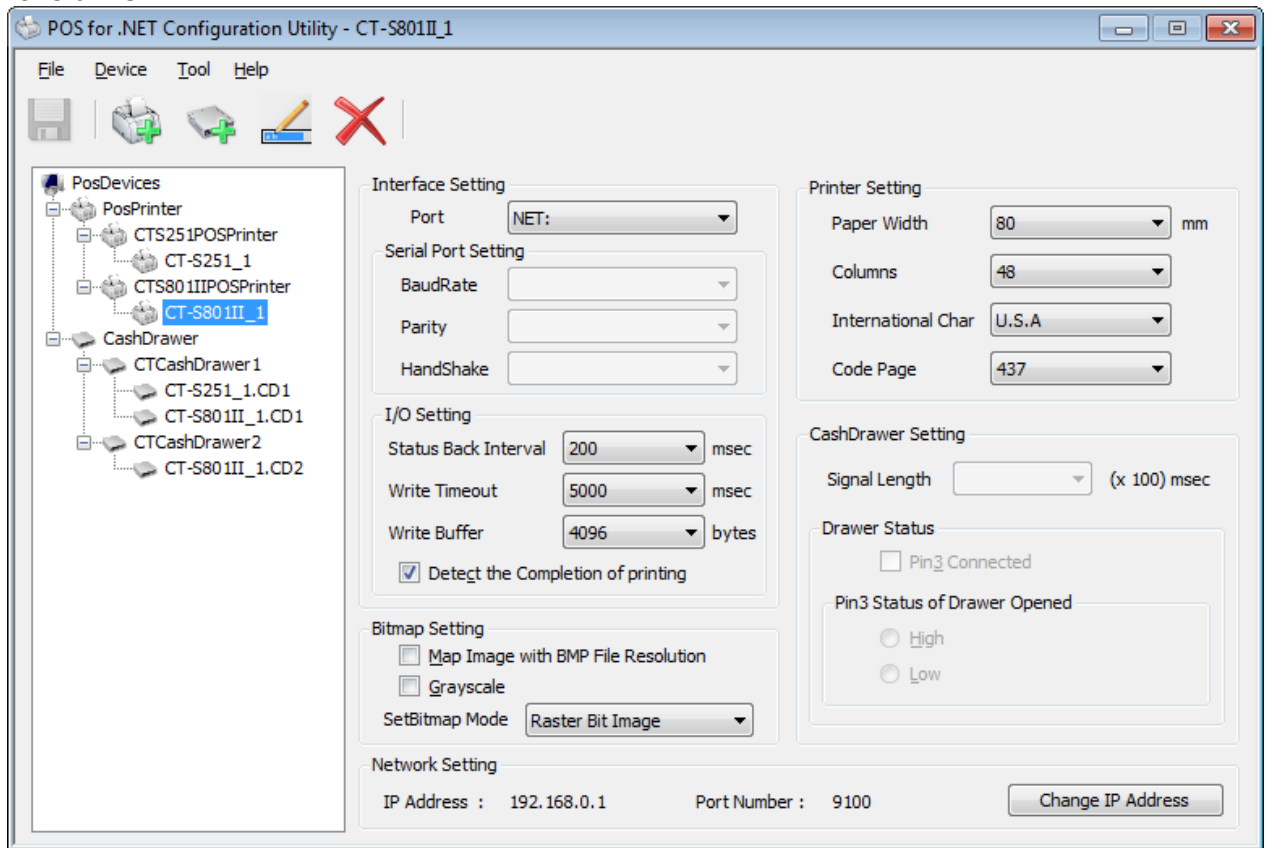 POS for .NET Configuration Utility - CT-S801II_1
File Device Tool Help
PosDevices
PosPrinter
CTS251POSPrinter
CT-S251_1
CTS801IIPOSPrinter
CT-S801II_1
CashDrawer
CTCashDrawer1
CT-S251_1.CD1
CT-S801II_1.CD1
CTCashDrawer2
CT-S801II_1.CD2
Interface Setting
Port NET:
Serial Port Setting
BaudRate
Parity
HandShake
I/O Setting
Status Back Interval 200 msec
Write Timeout 5000 msec
Write Buffer 4096 bytes
Detect the Completion of printing
Bitmap Setting
Map Image with BMP File Resolution
Grayscale
SetBitmap Mode Raster Bit Image
Printer Setting
Paper Width 80 mm
Columns 48
International Char U.S.A
Code Page 437
CashDrawer Setting
Signal Length (x 100) msec
Drawer Status
Pin3 Connected
Pin3 Status of Drawer Opened
High
Low
Network Setting
IP Address : 192.168.0.1 Port Number : 9100 Change IP Address